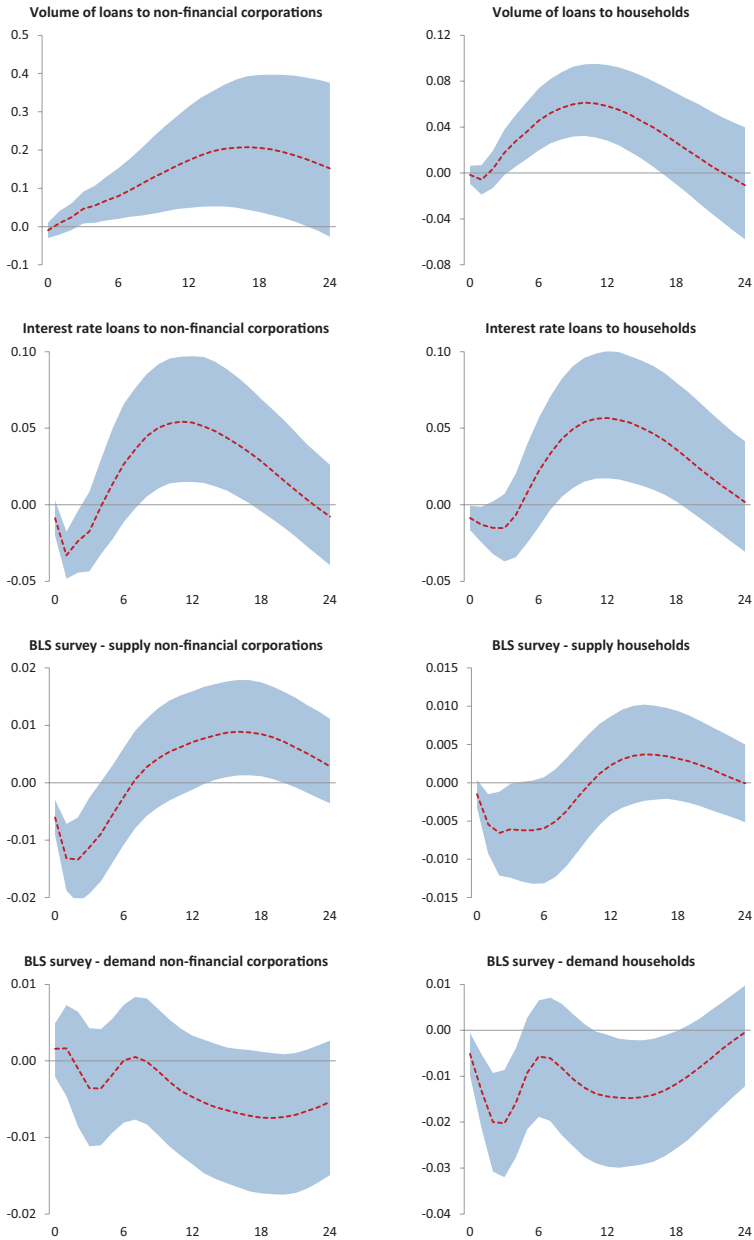 Volume of loans to non-financial corporations
0.5
0.4
0.3
0.2
0.1
0.0
-0.1
0 6 12 18 24
Volume of loans to households
0.12
0.08
0.04
0.00
-0.04
-0.08
0 6 12 18 24
Interest rate loans to non-financial corporations
0.10
0.05
0.00
-0.05
0 6 12 18 24
Interest rate loans to households
0.10
0.05
0.00
-0.05
0 6 12 18 24
BLS survey - supply non-financial corporations
0.02
0.01
0.00
-0.01
-0.02
0 6 12 18 24
BLS survey - supply households
0.015
0.010
0.005
0.000
-0.005
-0.010
-0.015
0 6 12 18 24
BLS survey - demand non-financial corporations
0.01
0.00
-0.01
-0.02
0 6 12 18 24
BLS survey - demand households
0.01
0.00
-0.01
-0.02
-0.03
-0.04
0 6 12 18 24